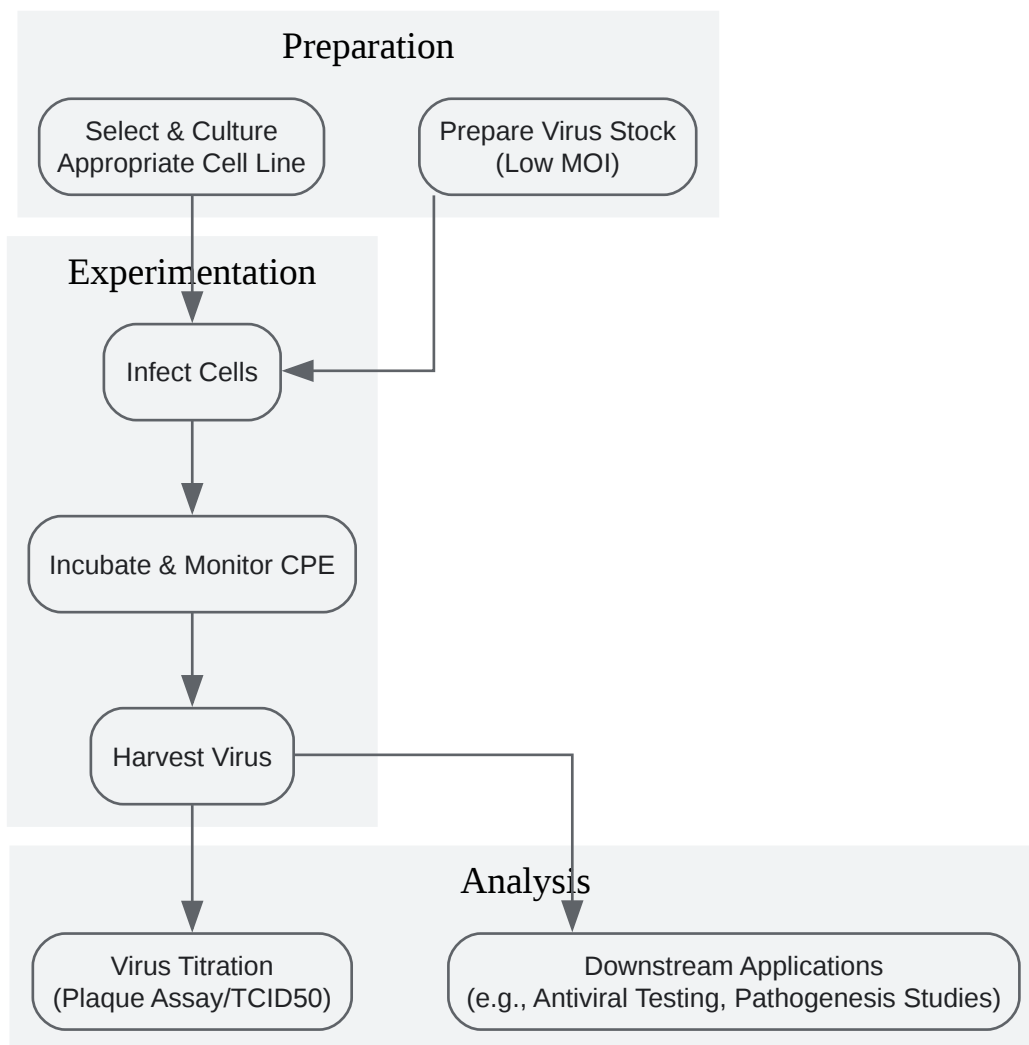 Preparation
Select & Culture
Appropriate Cell Line
Prepare Virus Stock
(Low MOI)
Experimentation
Infect Cells
Incubate & Monitor CPE
Harvest Virus
Analysis
Virus Titration
(Plaque Assay/TCID50)
Downstream Applications
(e.g., Antiviral Testing, Pathogenesis Studies)